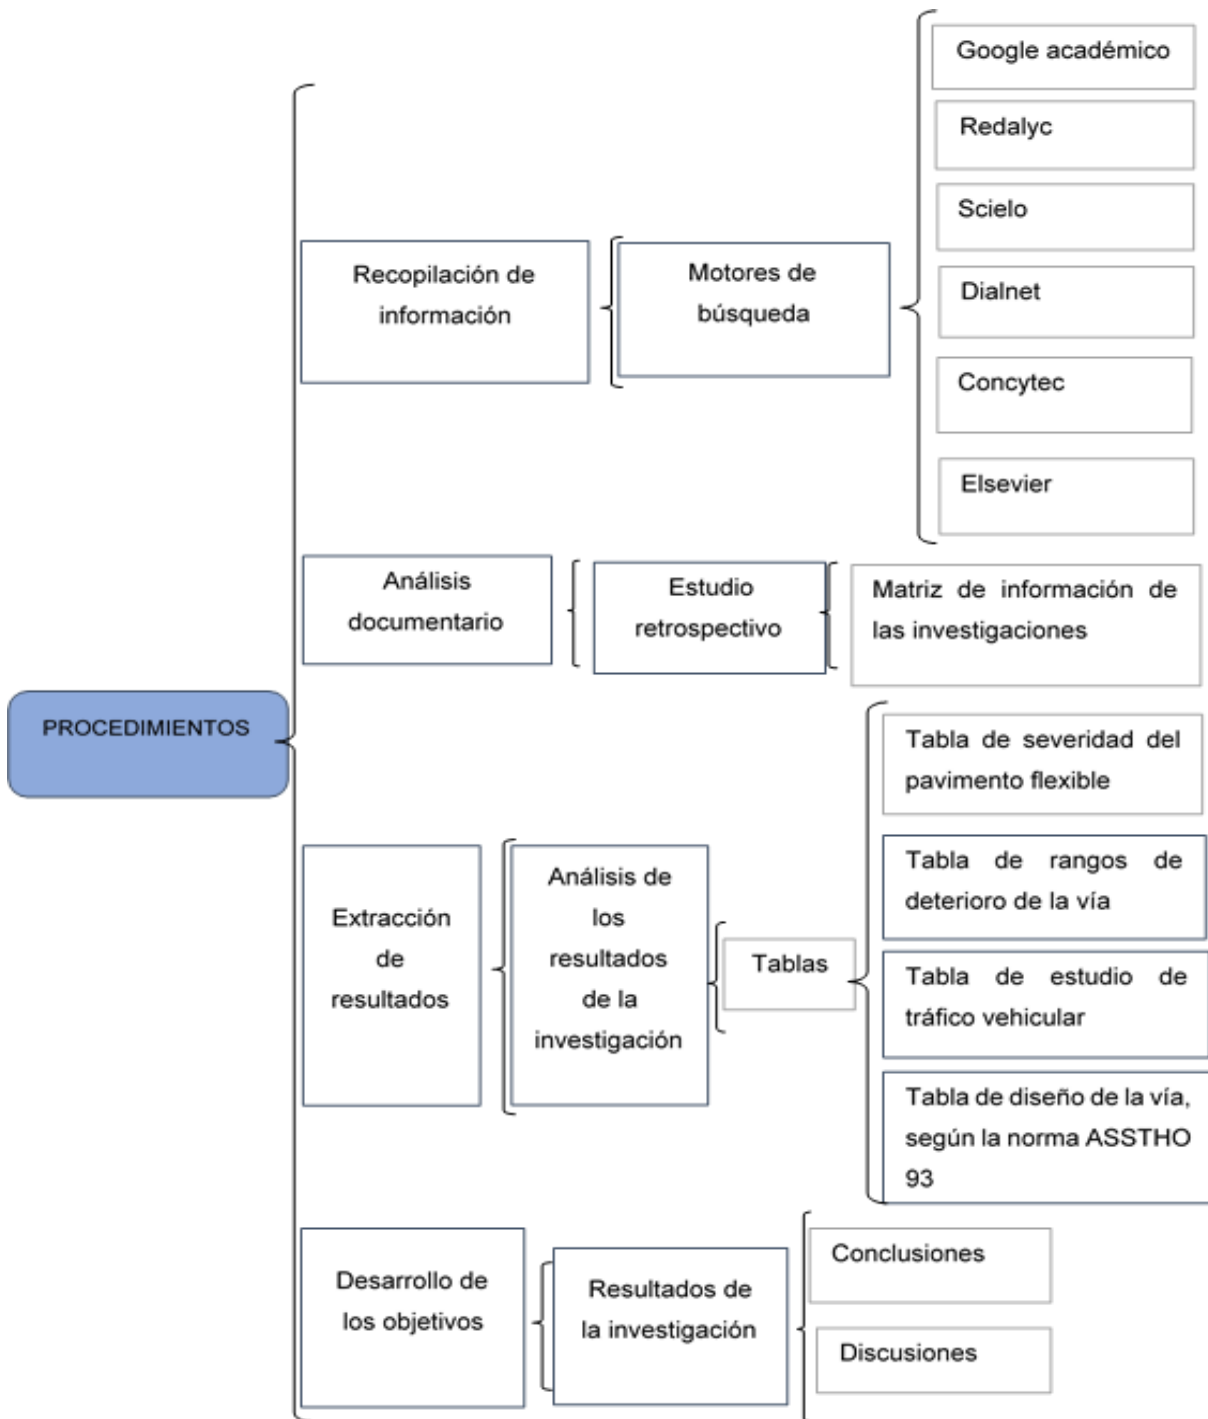 PROCEDIMIENTOS
Recopilación de
información
Motores de
búsqueda
Google académico
Redalyc
Scielo
Dialnet
Concytec
Elsevier
Análisis
documentario
Estudio
retrospectivo
Matriz de información de
las investigaciones
Extracción
de
resultados
Análisis de
los
resultados
de la
investigación
Tablas
Tabla de severidad del
pavimento flexible
Tabla de rangos de
deterioro de la vía
Tabla de estudio de
tráfico vehicular
Tabla de diseño de la vía,
según la norma ASSTHO
93
Desarrollo de
los objetivos
Resultados de
la investigación
Conclusiones
Discusiones